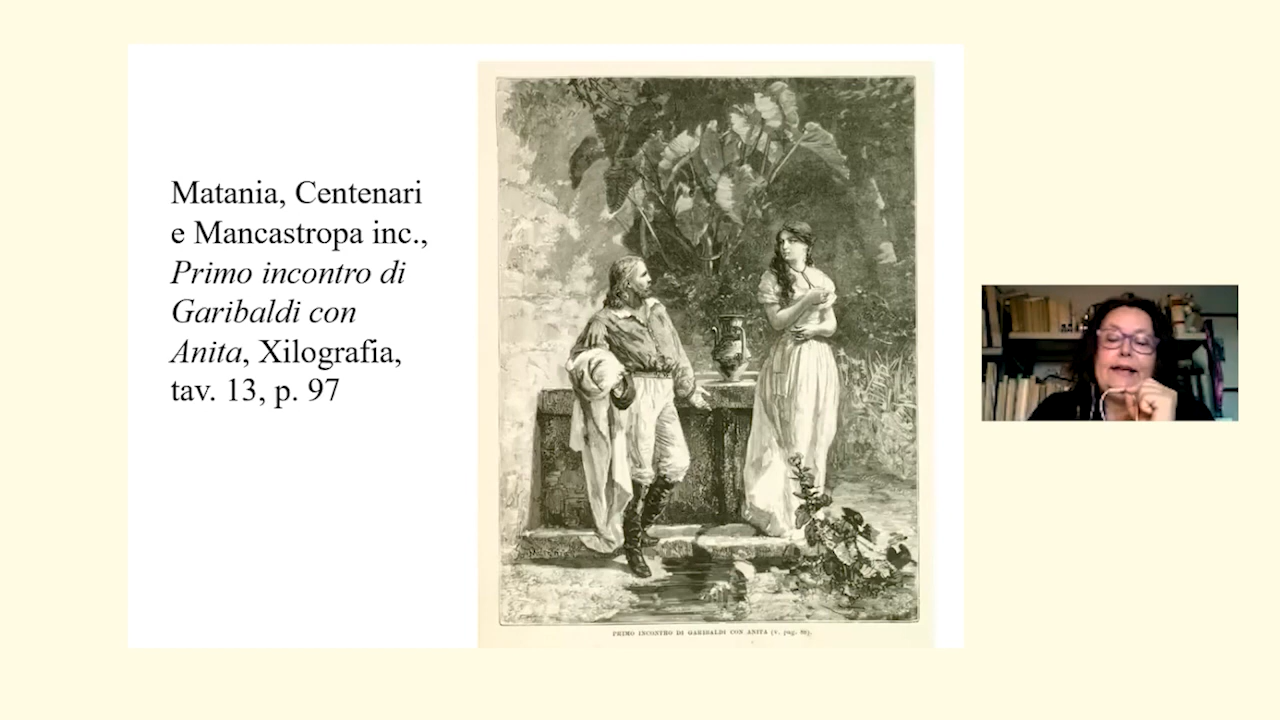 Matania, Centenari
e Mancastropa inc.,
Primo incontro di
Garibaldi con
Anita, Xilografia,
tav. 13, p. 97
PRIMO INCONTRO DI GARIBALDI CON ANITA (v. pag.